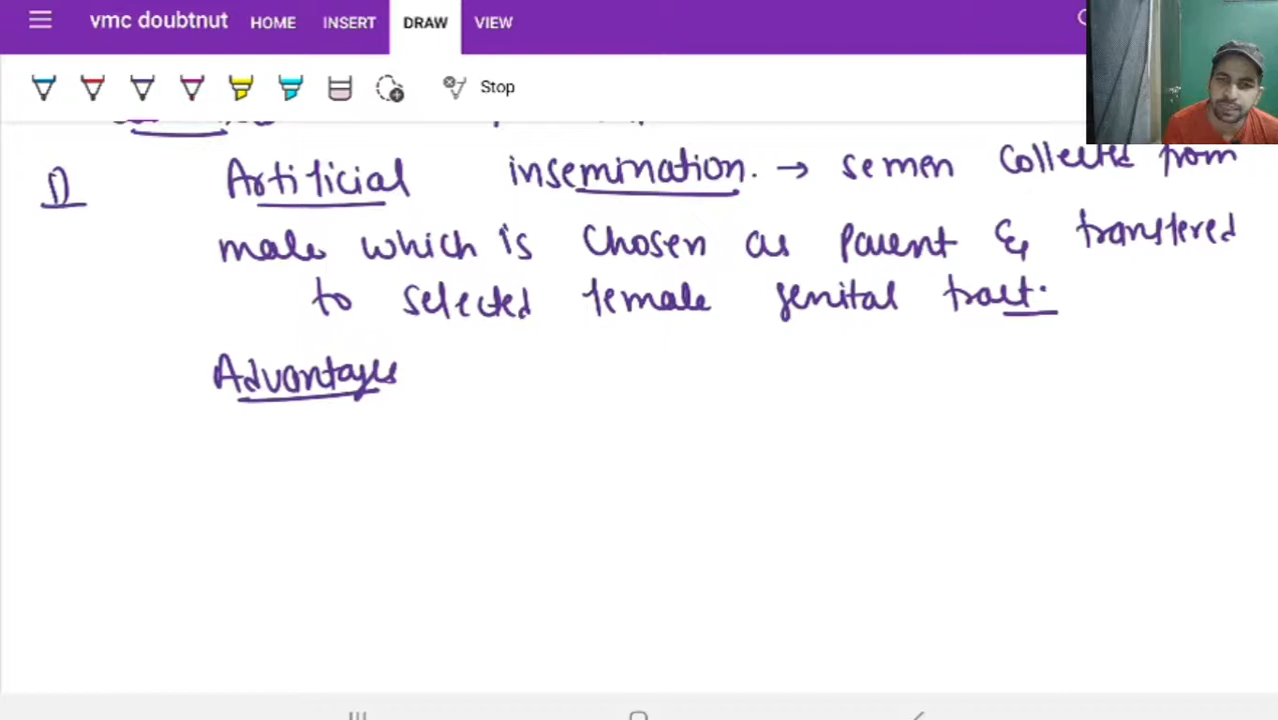 vmc doubtnut HOME INSERT DRAW VIEW
Stop
1) Artificial insemination. → semen collected from
male which is chosen as parent & transfered
to selected female genital tract.
Advantages